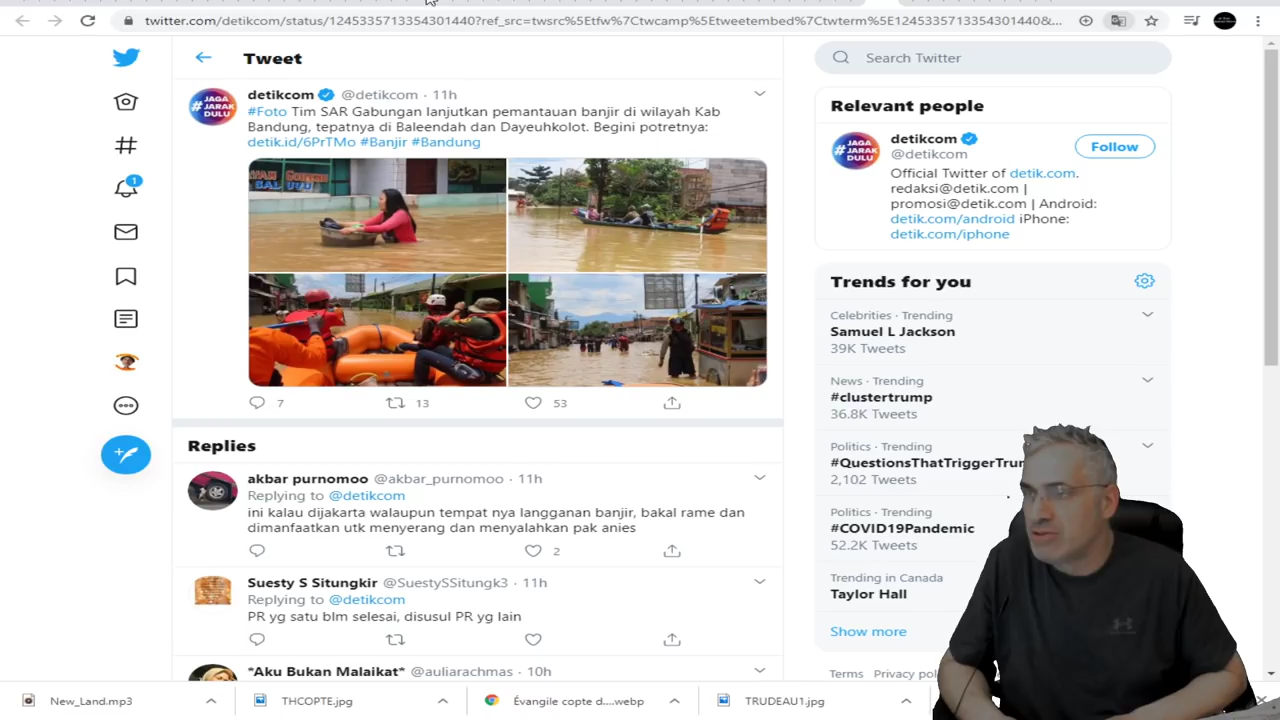 twitter.com/detikcom/status/1245335713354301440?ref_src=twsrc%5Etfw%7Ctwcamp%5Etweetembed%7Ctwterm%5E1245335713354301440&...
Tweet
Search Twitter
JAGA
#JARAK
DULU
detikcom @detikcom · 11h
#Foto Tim SAR Gabungan lanjutkan pemantauan banjir di wilayah Kab
Bandung, tepatnya di Baleendah dan Dayeuhkolot. Begini potretnya:
detik.id/6PrTMo #Banjir #Bandung
7
13
53
Replies
akbar purnomoo @akbar_purnomoo · 11h
Replying to @detikcom
ini kalau dijakarta walaupun tempat nya langganan banjir, bakal rame dan
dimanfaatkan utk menyerang dan menyalahkan pak anies
2
Suesty S Situngkir @SuestySSitungk3 · 11h
Replying to @detikcom
PR yg satu blm selesai, disusul PR yg lain
*Aku Bukan Malaikat* @auliarachmas · 10h
1
Relevant people
JAGA
#JARAK
DULU
detikcom
@detikcom
Follow
Official Twitter of detik.com.
redaksi@detik.com |
promosi@detik.com | Android:
detik.com/android iPhone:
detik.com/iphone
Trends for you
Celebrities · Trending
Samuel L Jackson
39K Tweets
News · Trending
#clustertrump
36.8K Tweets
Politics · Trending
#QuestionsThatTriggerTrum
2,102 Tweets
Politics · Trending
#COVID19Pandemic
52.2K Tweets
Trending in Canada
Taylor Hall
Show more
Terms Privacy pol
New_Land.mp3
THCOPTE.jpg
Évangile copte d....webp
TRUDEAU1.jpg